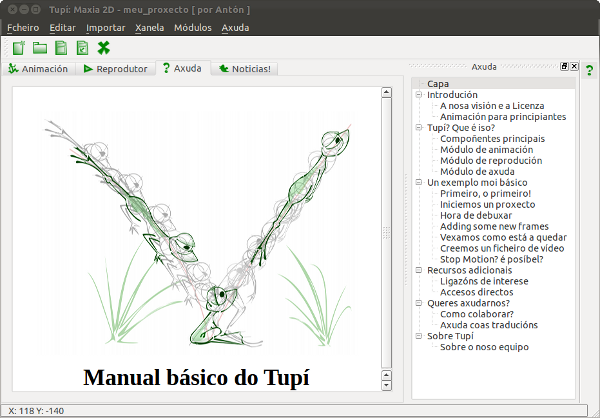 Tupi: Maxia 2D - meu_proxecto [ por Antón ]
Ficheiro Editar Importar Xanela Módulos Axuda
Animación Reprodutor Axuda Noticias!
Manual básico do Tupí
Axuda
Capa
Introdución
A nosa visión e a Licenza
Animación para principiantes
Tupí? Que é iso?
Compoñentes principais
Módulo de animación
Módulo de reprodución
Módulo de axuda
Un exemplo moi básico
Primeiro, o primeiro!
Iniciemos un proxecto
Hora de debuxar
Adding some new frames
Vexamos como está a quedar
Creemos un ficheiro de vídeo
Stop Motion? é posíbel?
Recursos adicionais
Ligazóns de interese
Accesos directos
Queres axudarnos?
Como colaborar?
Axuda coas traducións
Sobre Tupí
Sobre o noso equipo
X: 118 Y: -140